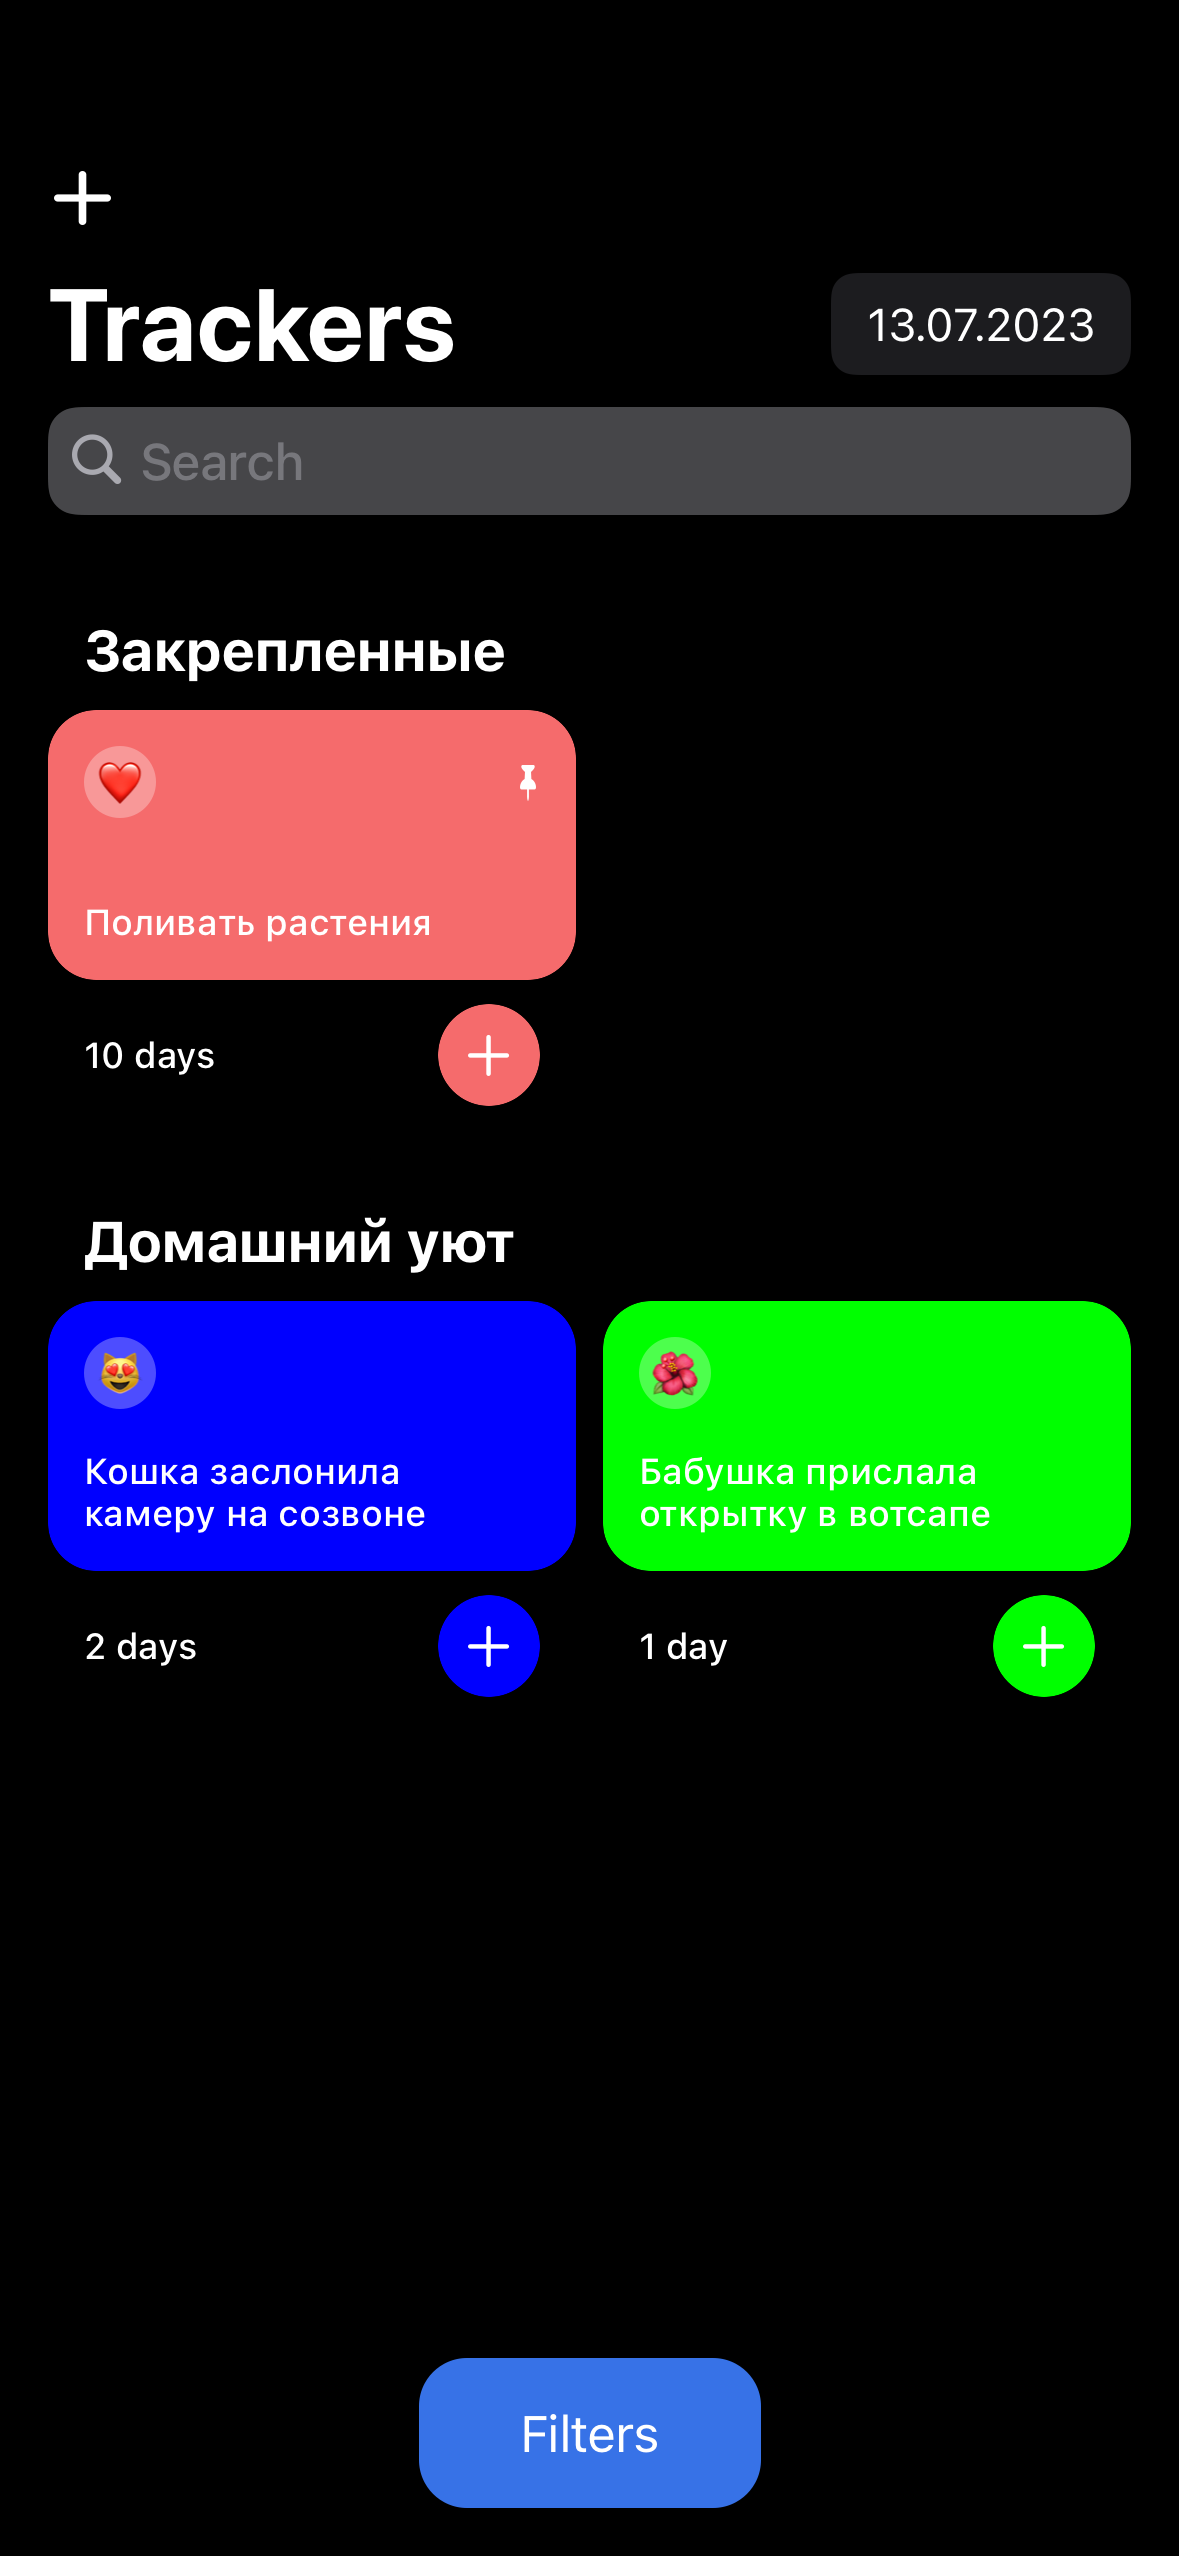 Trackers
13.07.2023
Search
Закрепленные
Поливать растения
10 days
Домашний уют
Кошка заслонила
камеру на созвоне
Бабушка прислала
открытку в вотсапе
2 days
1 day
Filters